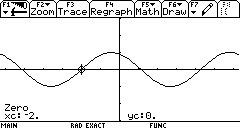 F1 F2 F3 F4 F5 F6 F7
Zoom Trace Regraph Math Draw
Zero
xc:-2. yc:0.
MAIN RAD EXACT FUNC